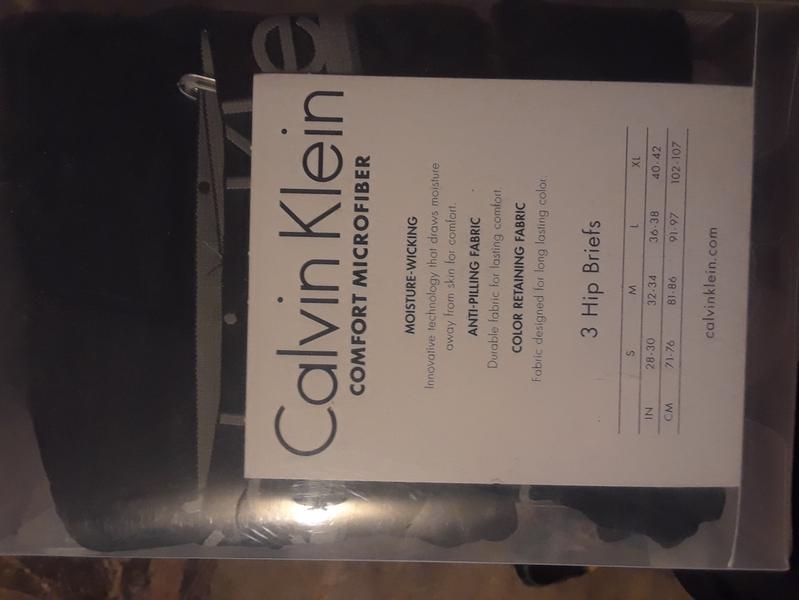 Calvin Klein
COMFORT MICROFIBER
MOISTURE-WICKING
Innovative technology that draws moisture
away from skin for comfort.
ANTI-PILLING FABRIC
Durable fabric for lasting comfort.
COLOR RETAINING FABRIC
Fabric designed for long lasting color.
3 Hip Briefs
S M L XL
IN 28-30 32-34 36-38 40-42
CM 71-76 81-86 91-97 102-107
calvinklein.com